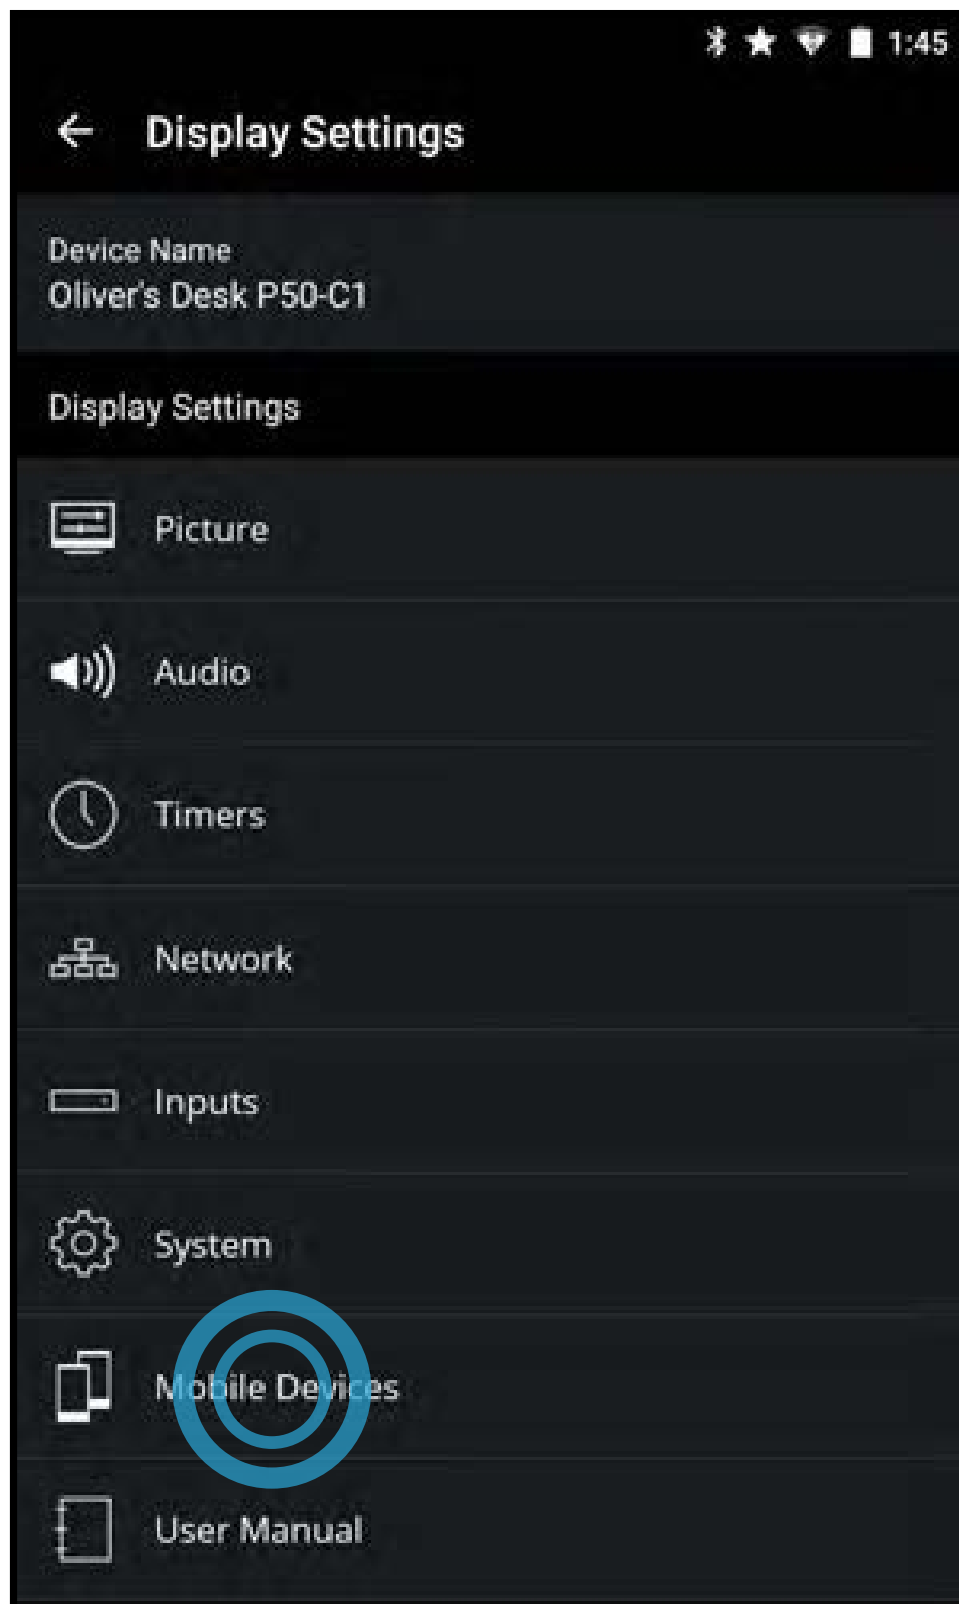 1:45
Display Settings
Device Name
Oliver's Desk P50-C1
Display Settings
Picture
Audio
Timers
Network
Inputs
System
Mobile Devices
User Manual